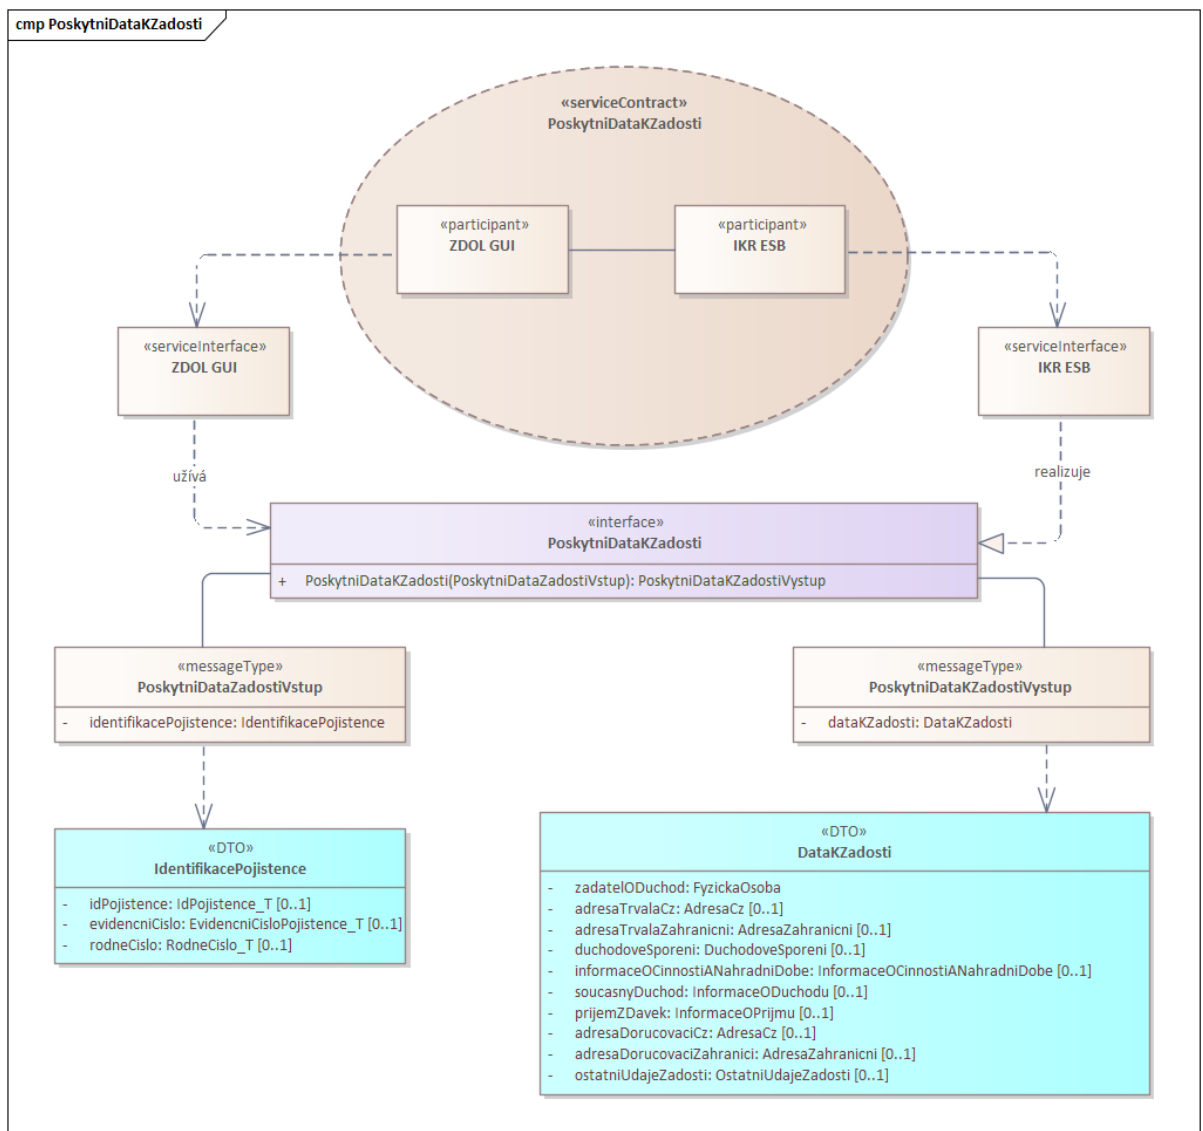 cmp PoskytniDataKZadosti
«serviceContract»
PoskytniDataKZadosti
«participant»
ZDOL GUI
«participant»
IKR ESB
«serviceInterface»
ZDOL GUI
«serviceInterface»
IKR ESB
užívá
realizuje
«interface»
PoskytniDataKZadosti
+ PoskytniDataKZadosti(PoskytniDataZadostiVstup): PoskytniDataKZadostiVystup
«messageType»
PoskytniDataZadostiVstup
- identifikacePojistence: IdentifikacePojistence
«messageType»
PoskytniDataKZadostiVystup
- dataKZadosti: DataKZadosti
«DTO»
IdentifikacePojistence
- idPojistence: IdPojistence_T [0..1]
- evidencniCislo: EvidencniCisloPojistence_T [0..1]
- rodneCislo: RodneCislo_T [0..1]
«DTO»
DataKZadosti
- zadatelODuchod: FyzickaOsoba
- adresaTrvalaCz: AdresaCz [0..1]
- adresaTrvalaZahranicni: AdresaZahranicni [0..1]
- duchodoveSporeni: DuchodoveSporeni [0..1]
- informaceOCinnostiANahradniDobe: InformaceOCinnostiANahradniDobe [0..1]
- soucasnyDuchod: InformaceODuchodu [0..1]
- prijemZDavek: InformaceOPrijmu [0..1]
- adresaDorucovaciCz: AdresaCz [0..1]
- adresaDorucovaciZahranici: AdresaZahranicni [0..1]
- ostatniUdajeZadosti: OstatniUdajeZadosti [0..1]